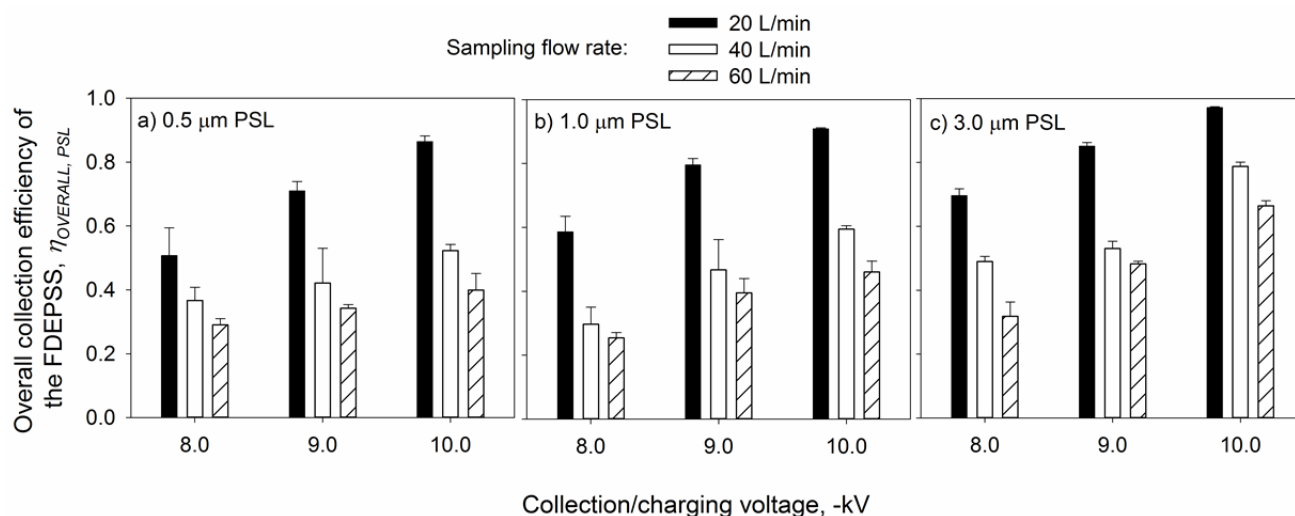 Sampling flow rate:
20 L/min
40 L/min
60 L/min
Overall collection efficiency of
the FDEPSS, η_OVERALL, PSL
1.0
0.8
0.6
0.4
0.2
0.0
a) 0.5 μm PSL
b) 1.0 μm PSL
c) 3.0 μm PSL
8.0 9.0 10.0 8.0 9.0 10.0 8.0 9.0 10.0
Collection/charging voltage, -kV